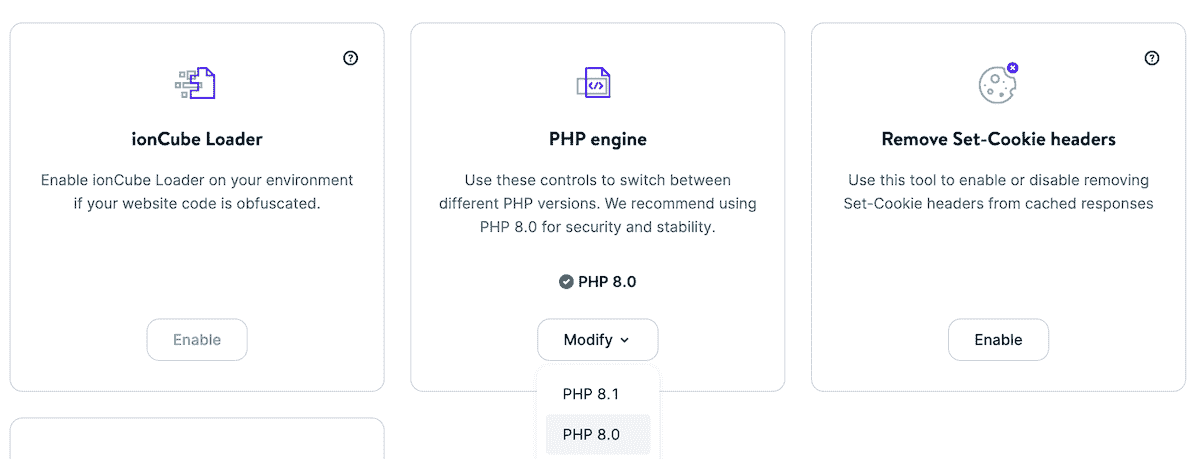 ionCube Loader
Enable ionCube Loader on your environment
if your website code is obfuscated.
Enable
PHP engine
Use these controls to switch between
different PHP versions. We recommend using
PHP 8.0 for security and stability.
PHP 8.0
Modify
PHP 8.1
PHP 8.0
Remove Set-Cookie headers
Use this tool to enable or disable removing
Set-Cookie headers from cached responses
Enable